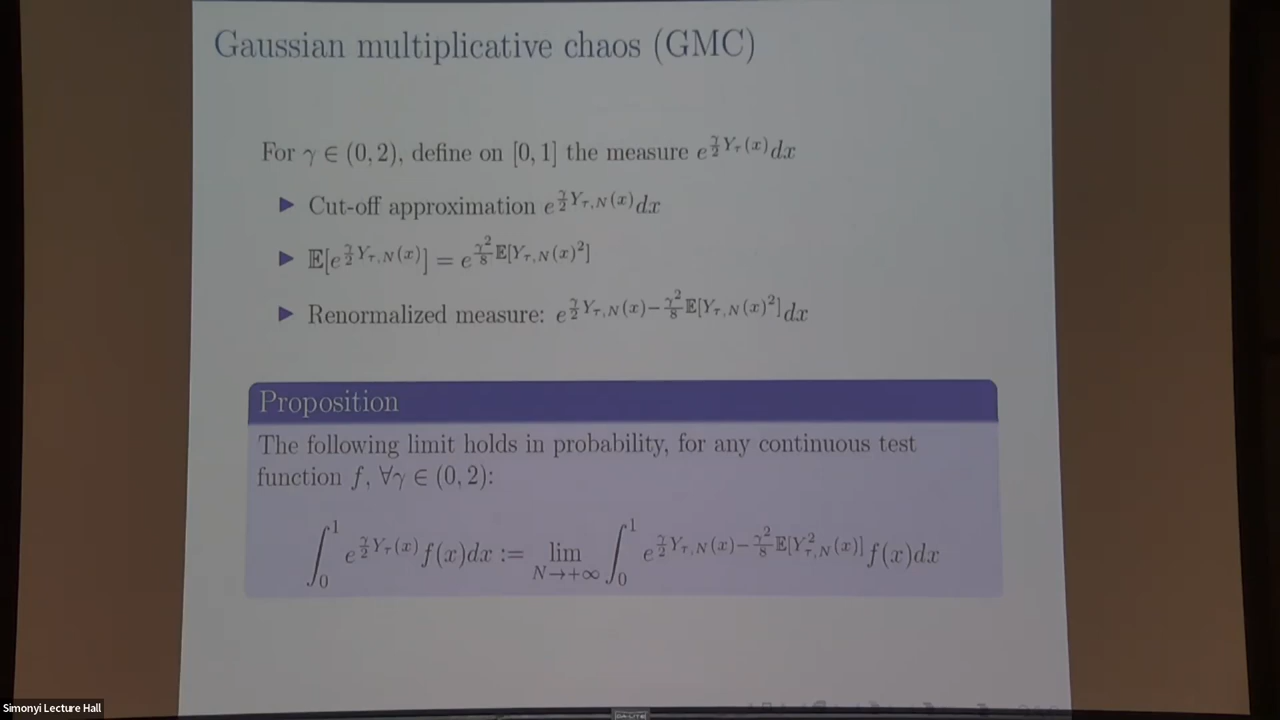 Gaussian multiplicative chaos (GMC)
For γ ∈ (0, 2), define on [0, 1] the measure e^{\frac{γ}{2} Y_τ(x)} dx
▶ Cut-off approximation e^{\frac{γ}{2} Y_{τ,N}(x)} dx
▶ 𝔼[e^{\frac{γ}{2} Y_{τ,N}(x)}] = e^{\frac{γ^2}{8} 𝔼[Y_{τ,N}(x)^2]}
▶ Renormalized measure: e^{\frac{γ}{2} Y_{τ,N}(x) − \frac{γ^2}{8} 𝔼[Y_{τ,N}(x)^2]} dx
Proposition
The following limit holds in probability, for any continuous test
function f, ∀γ ∈ (0, 2):
∫_0^1 e^{\frac{γ}{2} Y_τ(x)} f(x)dx := lim_{N→+∞} ∫_0^1 e^{\frac{γ}{2} Y_{τ,N}(x) − \frac{γ^2}{8} 𝔼[Y_{τ,N}^2(x)]} f(x)dx
Simonyi Lecture Hall